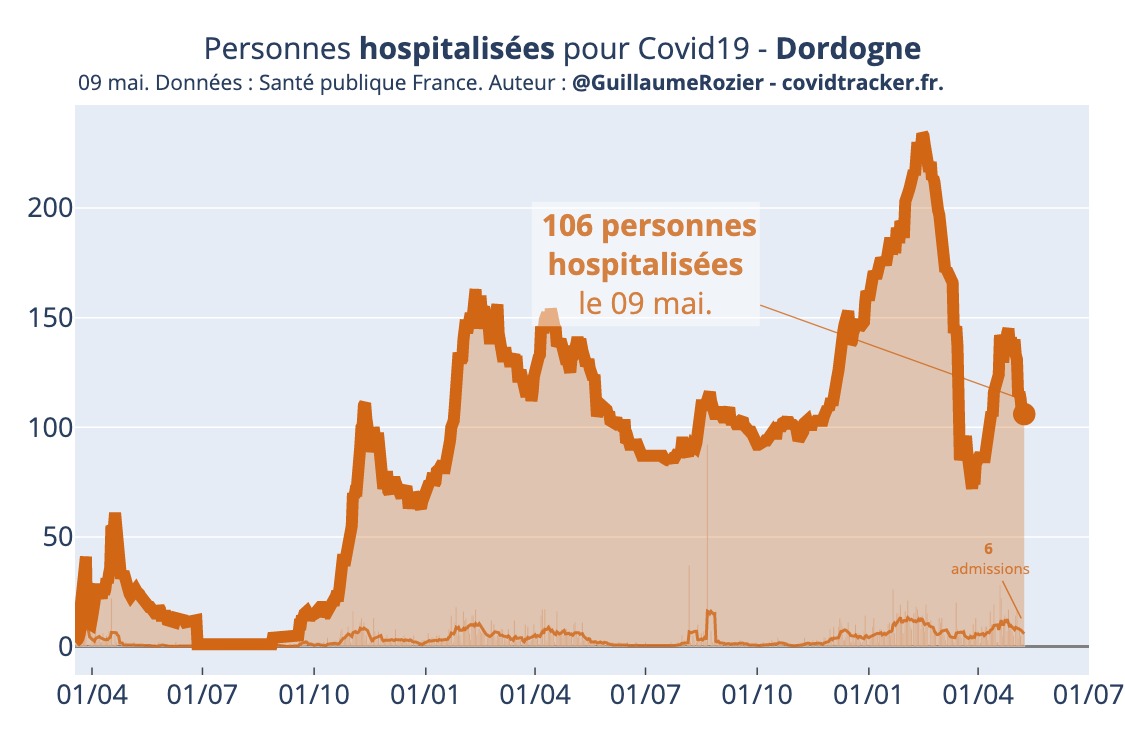 Personnes hospitalisées pour Covid19 - Dordogne
09 mai. Données : Santé publique France. Auteur : @GuillaumeRozier - covidtracker.fr.
200
106 personnes
hospitalisées
le 09 mai.
150
100
50
6
admissions
0
01/04 01/07 01/10 01/01 01/04 01/07 01/10 01/01 01/04 01/07